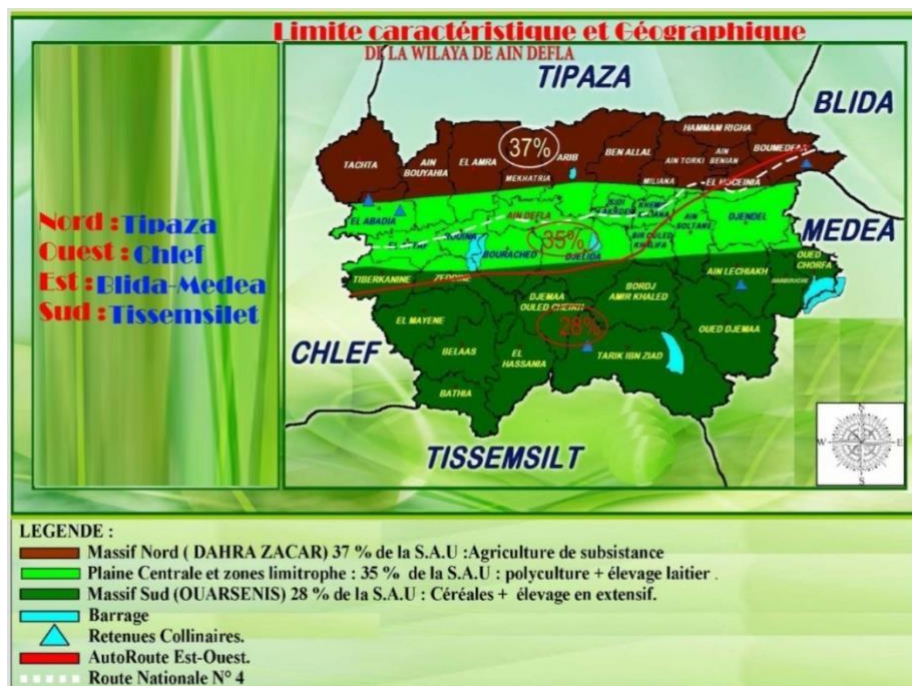 Limite caractéristique et Géographique
DE LA WILAYA DE AIN DEFLA
Nord : Tipaza
Ouest : Chlef
Est : Blida-Medea
Sud : Tissemsilet
TIPAZA
BLIDA
MEDEA
CHLEF
TISSEMSILT
HAMMAM RIGHA
37%
TACHTA
AIN BOUYAHIA
EL AMRA
ARIB
BEN ALLAL
AIN TORKI
AIN BENIAN
MEKHATRIA
MILIANA
EL HOCEINIA
EL ABADIA
AIN DEFLA
AIN SOLTANE
DJENDEL
35%
BOURACHED
DJELIDA
TIBERKANINE
ZEDDINE
AIN LECHIAKH
OUED CHORFA
DJEMAA OULED CHEIKH
BORDJ AMIR KHALED
EL MAYENE
28%
OUED DJEMAA
BELAAS
EL HASSANIA
TARIK IBN ZIAD
BATHIA
N
W
E
S
LEGENDE :
Massif Nord ( DAHRA ZACAR) 37 % de la S.A.U :Agriculture de subsistance
Plaine Centrale et zones limitrophe : 35 % de la S.A.U : polyculture + élevage laitier .
Massif Sud (OUARSENIS) 28 % de la S.A.U : Céréales + élevage en extensif.
Barrage
Retenues Collinaires.
AutoRoute Est-Ouest.
Route Nationale N° 4